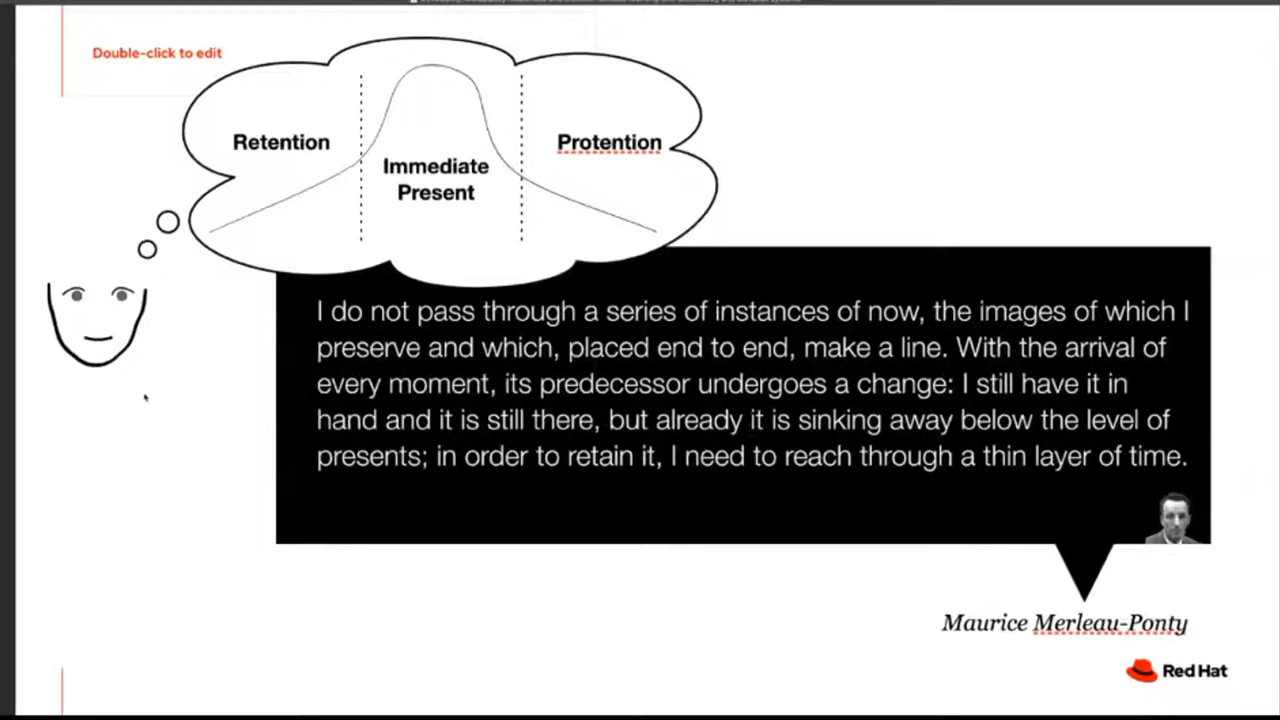 Double-click to edit
Retention
Immediate
Present
Protention
I do not pass through a series of instances of now, the images of which I
preserve and which, placed end to end, make a line. With the arrival of
every moment, its predecessor undergoes a change: I still have it in
hand and it is still there, but already it is sinking away below the level of
presents; in order to retain it, I need to reach through a thin layer of time.
Maurice Merleau-Ponty
Red Hat